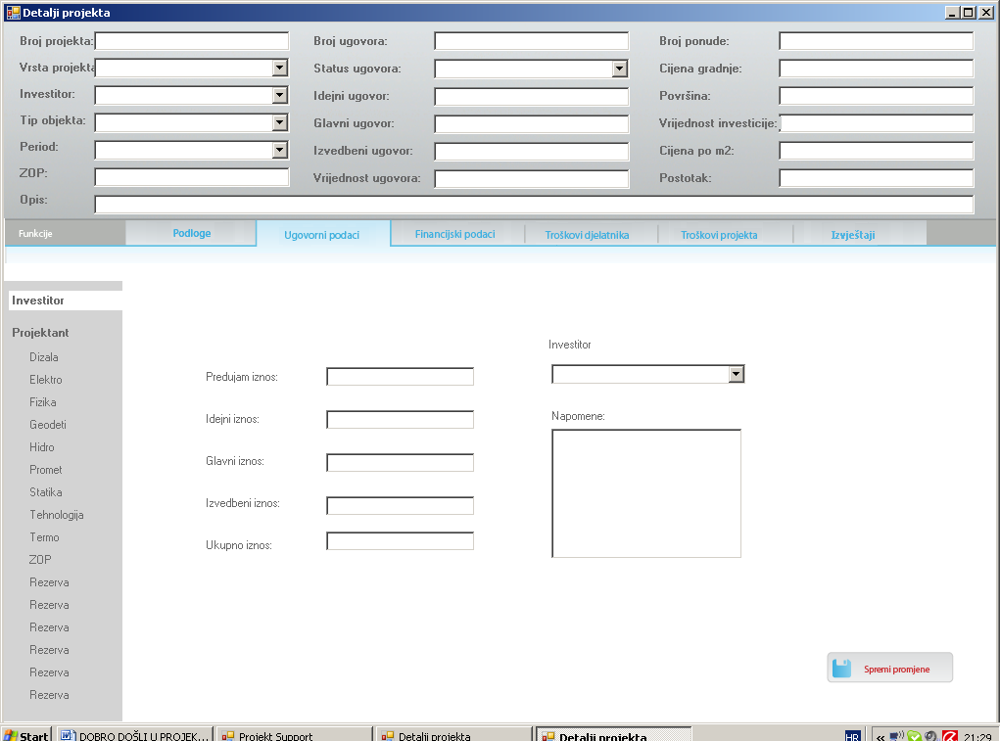 Detalji projekta
Broj projekta: Broj ugovora: Broj ponude:
Vrsta projekta Status ugovora: Cijena gradnje:
Investitor: Idejni ugovor: Površina:
Tip objekta: Glavni ugovor: Vrijednost investicije:
Period: Izvedbeni ugovor: Cijena po m2:
ZOP: Vrijednost ugovora: Postotak:
Opis:
Funkcije Podloge Ugovorni podaci Financijski podaci Troškovi djelatnika Troškovi projekta Izvještaji
Investitor
Projektant
Dizala
Elektro
Fizika
Geodeti
Hidro
Promet
Statika
Tehnologija
Termo
ZOP
Rezerva
Rezerva
Rezerva
Rezerva
Rezerva
Rezerva
Predujam iznos:
Idejni iznos:
Glavni iznos:
Izvedbeni iznos:
Ukupno iznos:
Investitor
Napomene:
Spremi promjene
Start DOBRO DOŠLI U PROJEK... Projekt Support Detalji projekta Detalji projekta HR « 21:29